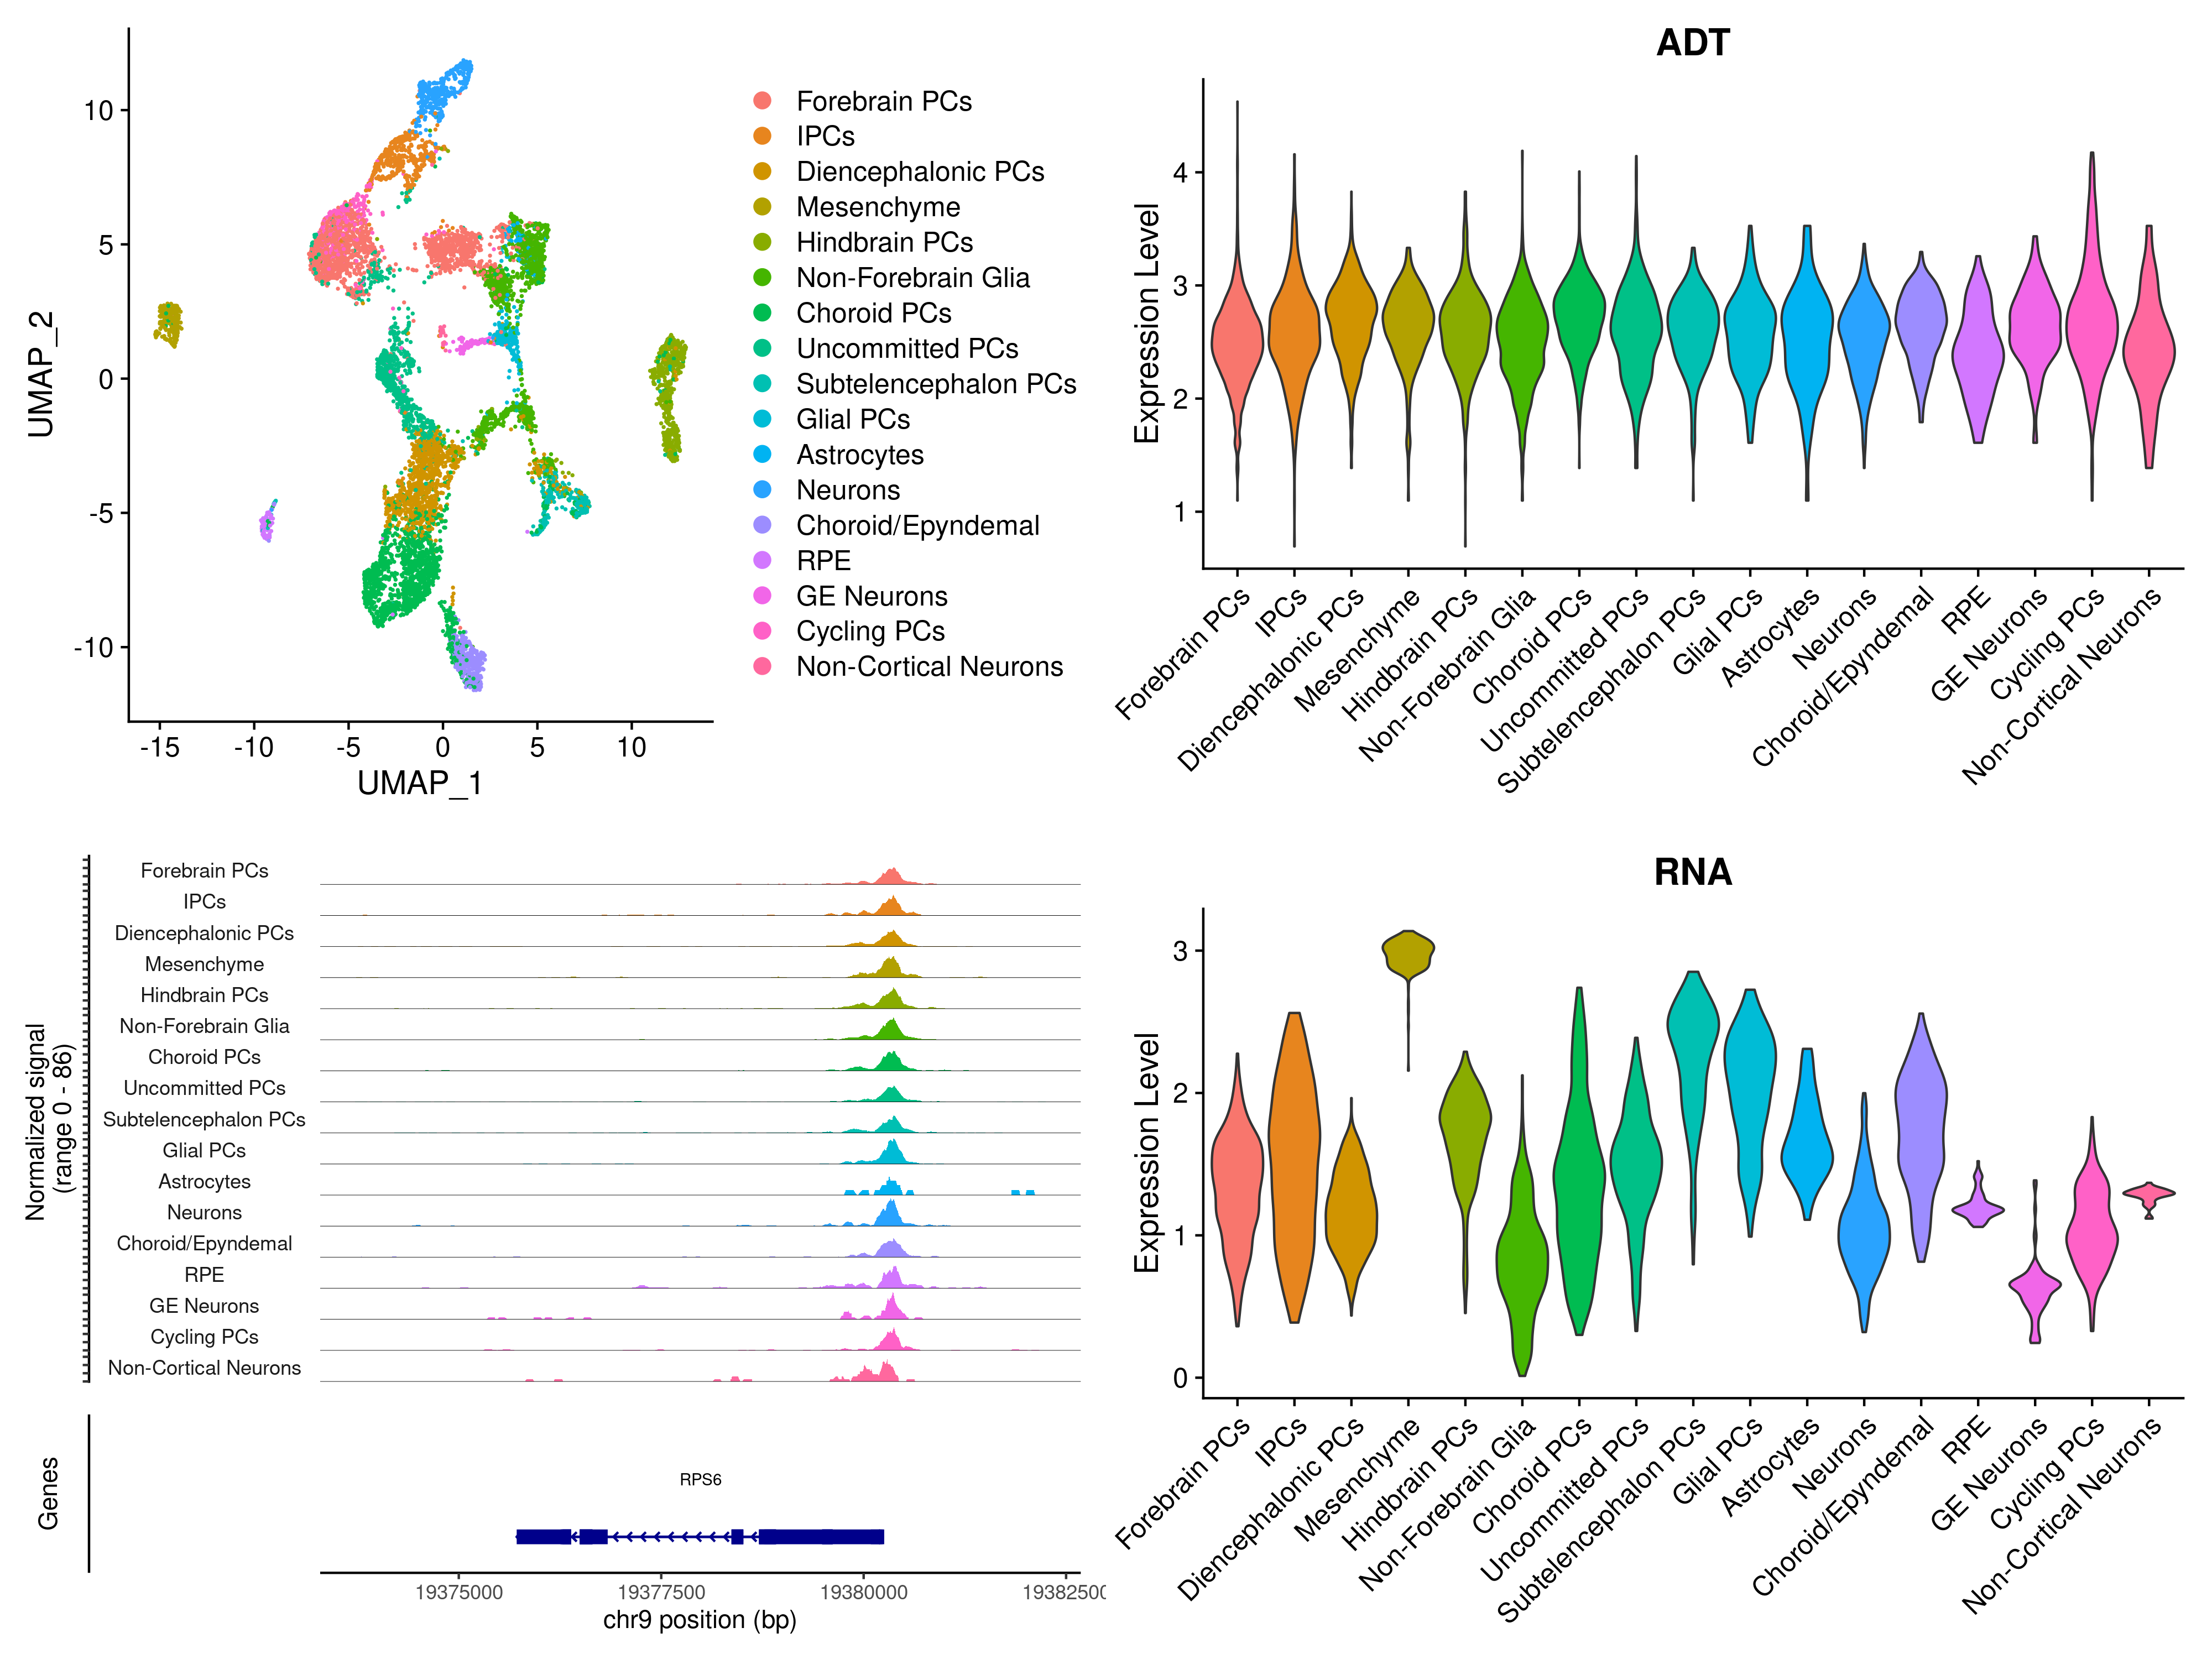 10
5
0
-5
-10
UMAP_2
-15 -10 -5 0 5 10
UMAP_1
Forebrain PCs
IPCs
Diencephalonic PCs
Mesenchyme
Hindbrain PCs
Non-Forebrain Glia
Choroid PCs
Uncommitted PCs
Subtelencephalon PCs
Glial PCs
Astrocytes
Neurons
Choroid/Epyndemal
RPE
GE Neurons
Cycling PCs
Non-Cortical Neurons
ADT
Expression Level
4
3
2
1
Forebrain PCs
IPCs
Diencephalonic PCs
Mesenchyme
Hindbrain PCs
Non-Forebrain Glia
Choroid PCs
Uncommitted PCs
Subtelencephalon PCs
Glial PCs
Astrocytes
Neurons
Choroid/Epyndemal
RPE
GE Neurons
Cycling PCs
Non-Cortical Neurons
Normalized signal
(range 0 - 86)
Forebrain PCs
IPCs
Diencephalonic PCs
Mesenchyme
Hindbrain PCs
Non-Forebrain Glia
Choroid PCs
Uncommitted PCs
Subtelencephalon PCs
Glial PCs
Astrocytes
Neurons
Choroid/Epyndemal
RPE
GE Neurons
Cycling PCs
Non-Cortical Neurons
Genes
RPS6
19375000 19377500 19380000 1938250
chr9 position (bp)
RNA
Expression Level
3
2
1
0
Forebrain PCs
IPCs
Diencephalonic PCs
Mesenchyme
Hindbrain PCs
Non-Forebrain Glia
Choroid PCs
Uncommitted PCs
Subtelencephalon PCs
Glial PCs
Astrocytes
Neurons
Choroid/Epyndemal
RPE
GE Neurons
Cycling PCs
Non-Cortical Neurons